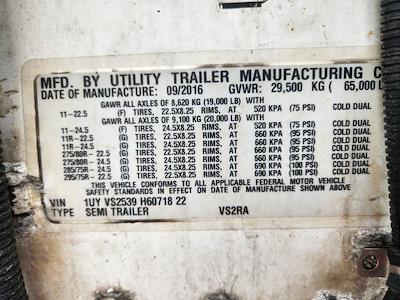 MFD. BY UTILITY TRAILER MANUFACTURING C
DATE OF MANUFACTURE: 09/2016 GVWR: 29,500 KG ( 65,000 L
GAWR ALL AXLES OF 8,620 KG (19,000 LB) WITH
11-22.5 (F) TIRES, 22.5X8.25 RIMS, AT 520 KPA (75 PSI) COLD DUAL
GAWR ALL AXLES OF 9,100 KG (20,000 LB) WITH
11-24.5 (F) TIRES, 24.5X8.25 RIMS, AT 520 KPA (75 PSI) COLD DUAL
11R-22.5 (G) TIRES, 22.5X8.25 RIMS, AT 660 KPA (95 PSI) COLD DUAL
11R-24.5 (G) TIRES, 24.5X8.25 RIMS, AT 660 KPA (95 PSI) COLD DUAL
275/80R-22.5 (G) TIRES, 22.5X8.25 RIMS, AT 660 KPA (95 PSI) COLD DUAL
275/80R-24.5 (G) TIRES, 24.5X8.25 RIMS, AT 660 KPA (95 PSI) COLD DUAL
285/75R-24.5 (G) TIRES, 24.5X8.25 RIMS, AT 690 KPA (100 PSI) COLD DUAL
295/75R-22.5 (G) TIRES, 22.5X8.25 RIMS, AT 690 KPA (100 PSI) COLD DUAL
THIS VEHICLE CONFORMS TO ALL APPLICABLE FEDERAL MOTOR VEHICLE
SAFETY STANDARDS IN EFFECT ON DATE OF MANUFACTURE SHOWN ABOVE
VIN 1UY VS2539 H60718 22
TYPE SEMI TRAILER VS2RA